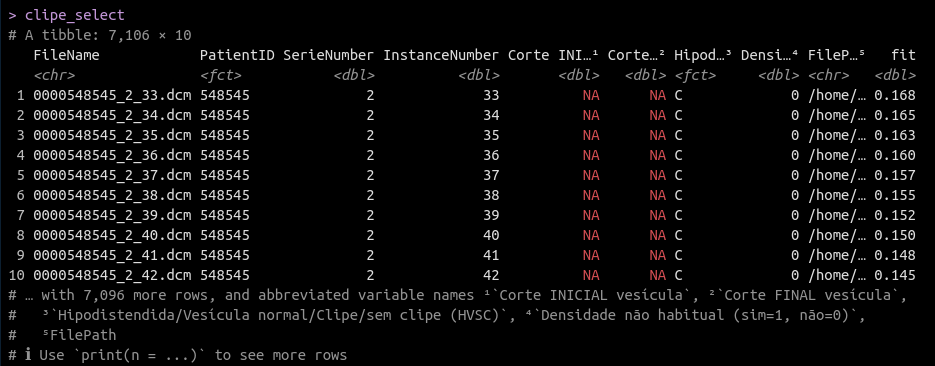 > clipe_select
# A tibble: 7,106 × 10
   FileName            PatientID SerieNumber InstanceNumber Corte INI…¹ Corte…² Hipod…³ Densi…⁴ FileP…⁵   fit
   <chr>               <fct>           <dbl>          <dbl>       <dbl>   <dbl> <fct>     <dbl> <chr>   <dbl>
 1 0000548545_2_33.dcm 548545              2             33          NA      NA C             0 /home/… 0.168
 2 0000548545_2_34.dcm 548545              2             34          NA      NA C             0 /home/… 0.165
 3 0000548545_2_35.dcm 548545              2             35          NA      NA C             0 /home/… 0.163
 4 0000548545_2_36.dcm 548545              2             36          NA      NA C             0 /home/… 0.160
 5 0000548545_2_37.dcm 548545              2             37          NA      NA C             0 /home/… 0.157
 6 0000548545_2_38.dcm 548545              2             38          NA      NA C             0 /home/… 0.155
 7 0000548545_2_39.dcm 548545              2             39          NA      NA C             0 /home/… 0.152
 8 0000548545_2_40.dcm 548545              2             40          NA      NA C             0 /home/… 0.150
 9 0000548545_2_41.dcm 548545              2             41          NA      NA C             0 /home/… 0.148
10 0000548545_2_42.dcm 548545              2             42          NA      NA C             0 /home/… 0.145
# … with 7,096 more rows, and abbreviated variable names ¹​`Corte INICIAL vesícula`, ²​`Corte FINAL vesícula`,
#   ³​`Hipodistendida/Vesícula normal/Clipe/sem clipe (HVSC)`, ⁴​`Densidade não habitual (sim=1, não=0)`,
#   ⁵​FilePath
# ℹ Use `print(n = ...)` to see more rows